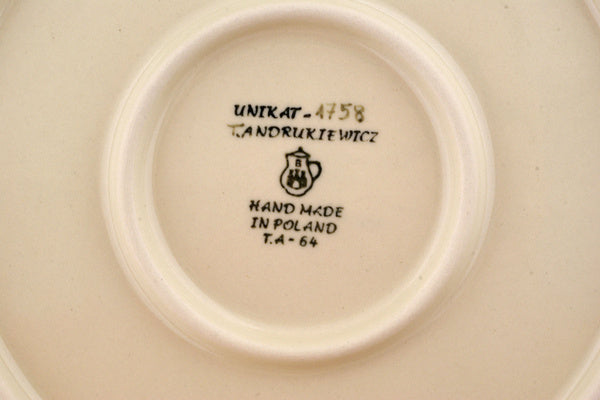 UNIKAT-1758
T.ANDRUKIEWICZ
B
HAND MADE
IN POLAND
T.A-64